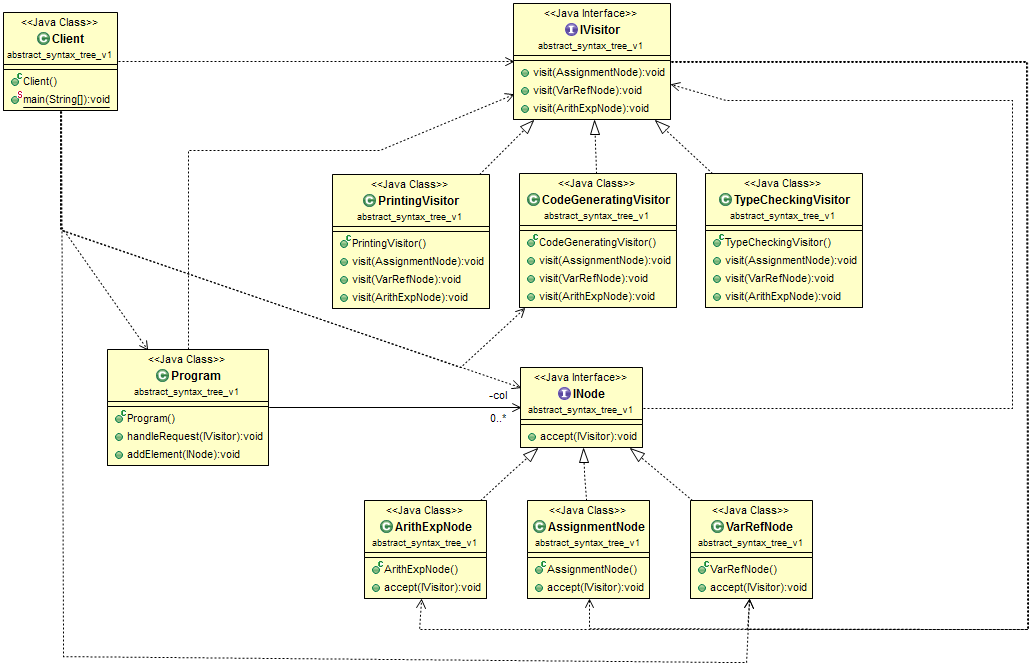 <<Java Class>>
Client
abstract_syntax_tree_v1
Client()
main(String[]):void
<<Java Interface>>
IVisitor
abstract_syntax_tree_v1
visit(AssignmentNode):void
visit(VarRefNode):void
visit(ArithExpNode):void
<<Java Class>>
PrintingVisitor
abstract_syntax_tree_v1
PrintingVisitor()
visit(AssignmentNode):void
visit(VarRefNode):void
visit(ArithExpNode):void
<<Java Class>>
CodeGeneratingVisitor
abstract_syntax_tree_v1
CodeGeneratingVisitor()
visit(AssignmentNode):void
visit(VarRefNode):void
visit(ArithExpNode):void
<<Java Class>>
TypeCheckingVisitor
abstract_syntax_tree_v1
TypeCheckingVisitor()
visit(AssignmentNode):void
visit(VarRefNode):void
visit(ArithExpNode):void
<<Java Class>>
Program
abstract_syntax_tree_v1
Program()
handleRequest(IVisitor):void
addElement(INode):void
-col
0..*
<<Java Interface>>
INode
abstract_syntax_tree_v1
accept(IVisitor):void
<<Java Class>>
ArithExpNode
abstract_syntax_tree_v1
ArithExpNode()
accept(IVisitor):void
<<Java Class>>
AssignmentNode
abstract_syntax_tree_v1
AssignmentNode()
accept(IVisitor):void
<<Java Class>>
VarRefNode
abstract_syntax_tree_v1
VarRefNode()
accept(IVisitor):void